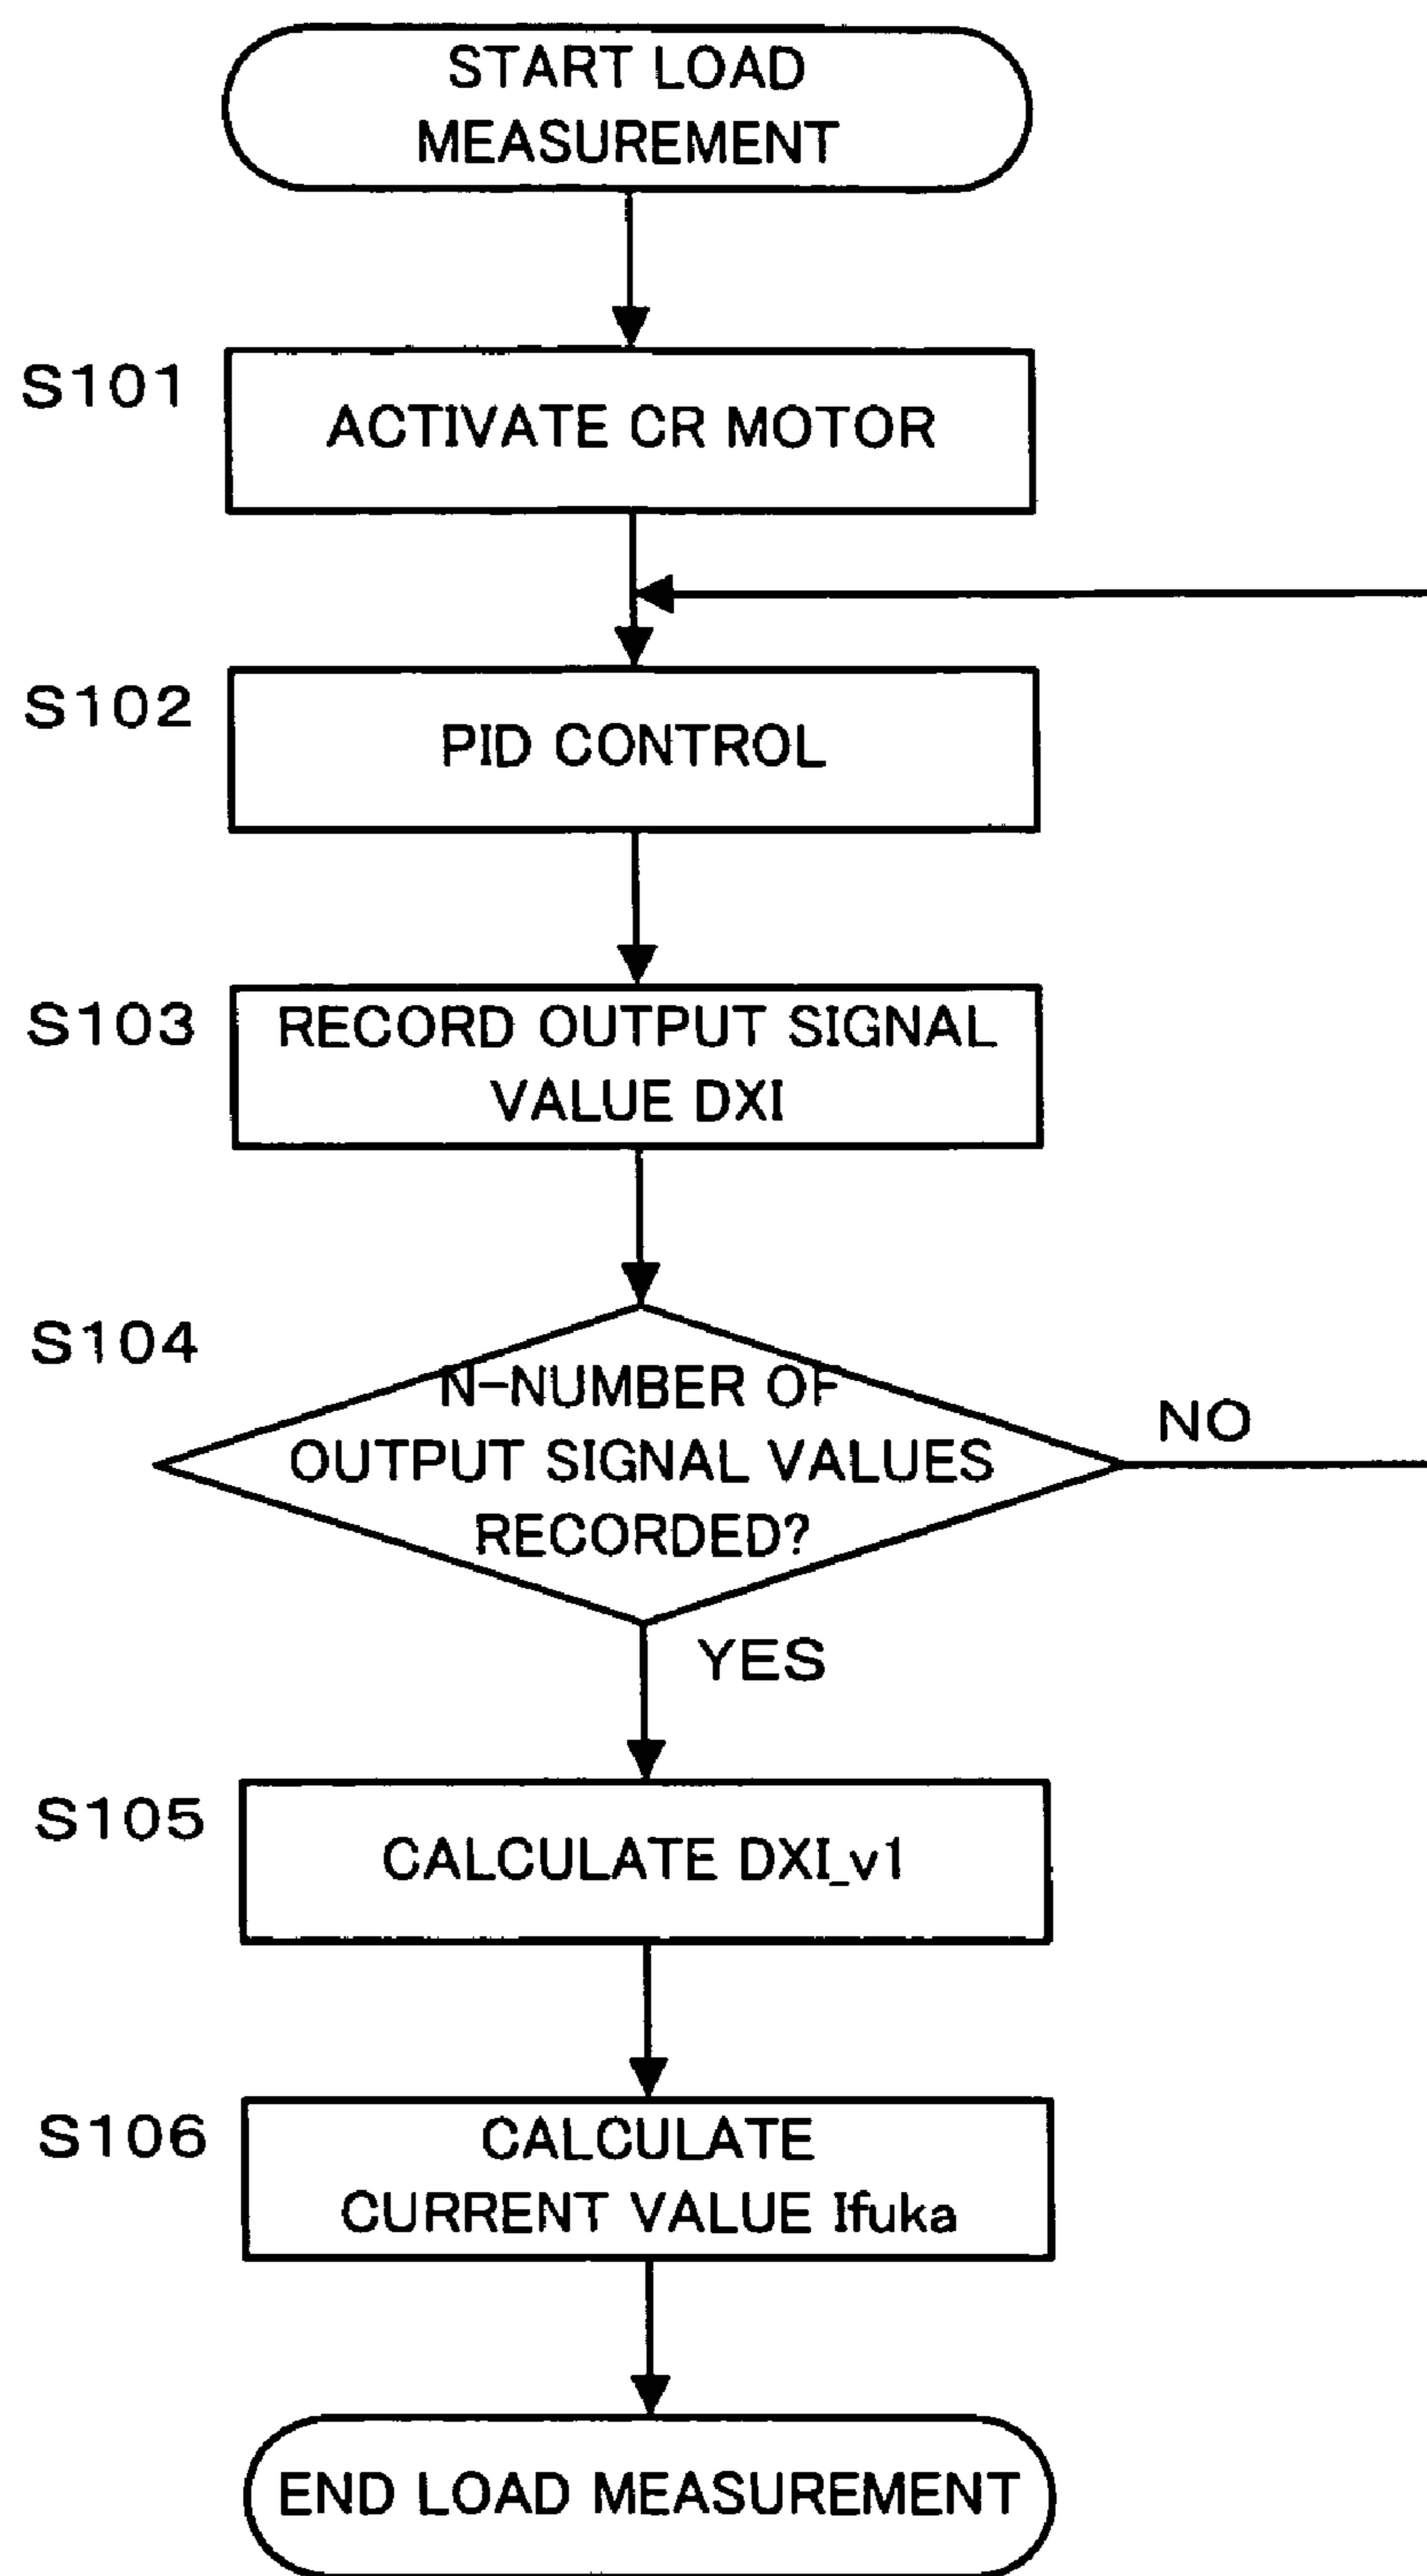 START LOAD
MEASUREMENT
S101
ACTIVATE CR MOTOR
S102
PID CONTROL
S103
RECORD OUTPUT SIGNAL
VALUE DXI
S104
N-NUMBER OF
OUTPUT SIGNAL VALUES
RECORDED?
NO
YES
S105
CALCULATE DXI_v1
S106
CALCULATE
CURRENT VALUE Ifuka
END LOAD MEASUREMENT